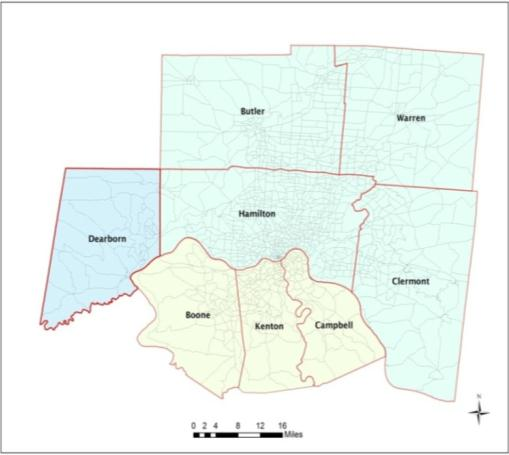 Butler
Warren
Hamilton
Dearborn
Clermont
Boone
Kenton
Campbell
N
0 2 4 8 12 16
Miles